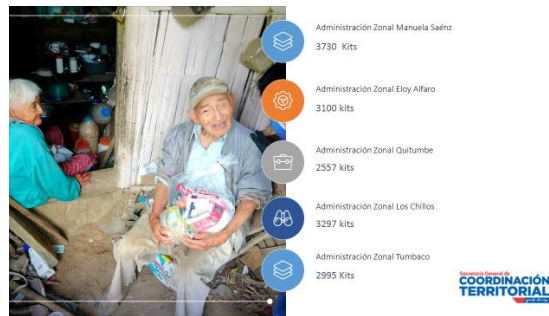 Administración Zonal Manuela Saénz
3730 Kits
Administración Zonal Eloy Alfaro
3100 kits
Administración Zonal Quitumbe
2557 kits
Administración Zonal Los Chillos
3297 kits
Administración Zonal Tumbaco
2995 Kits
Secretaría General de
COORDINACIÓN
TERRITORIAL